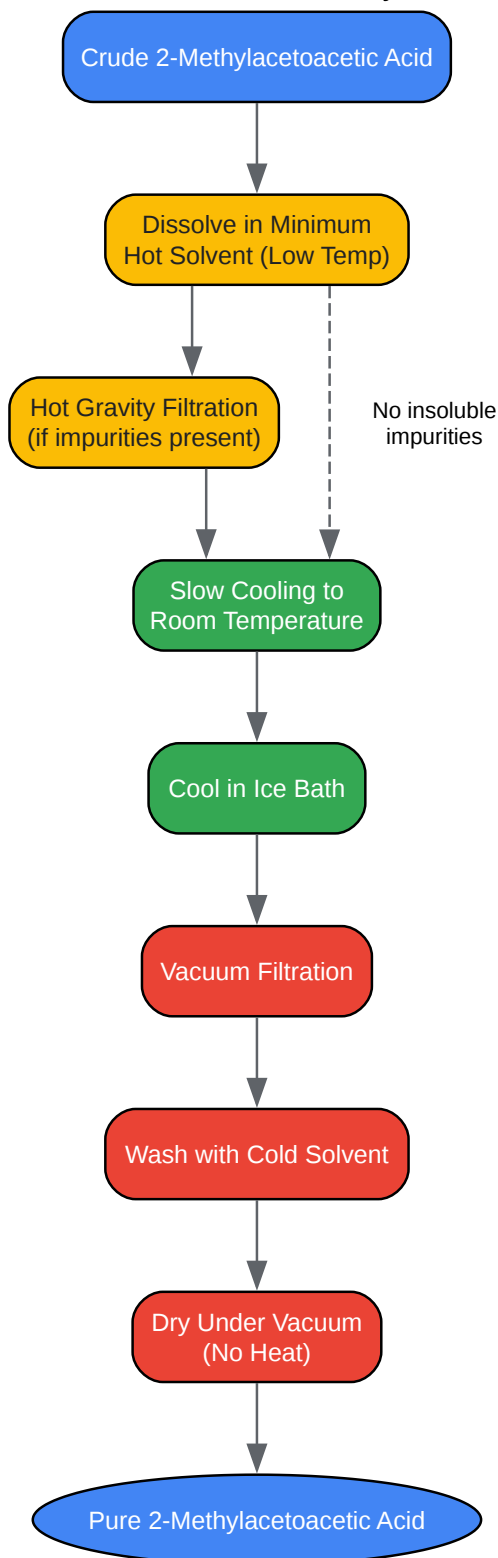 Crude 2-Methylacetoacetic Acid
Dissolve in Minimum
Hot Solvent (Low Temp)
Hot Gravity Filtration
(if impurities present)
No insoluble
impurities
Slow Cooling to
Room Temperature
Cool in Ice Bath
Vacuum Filtration
Wash with Cold Solvent
Dry Under Vacuum
(No Heat)
Pure 2-Methylacetoacetic Acid